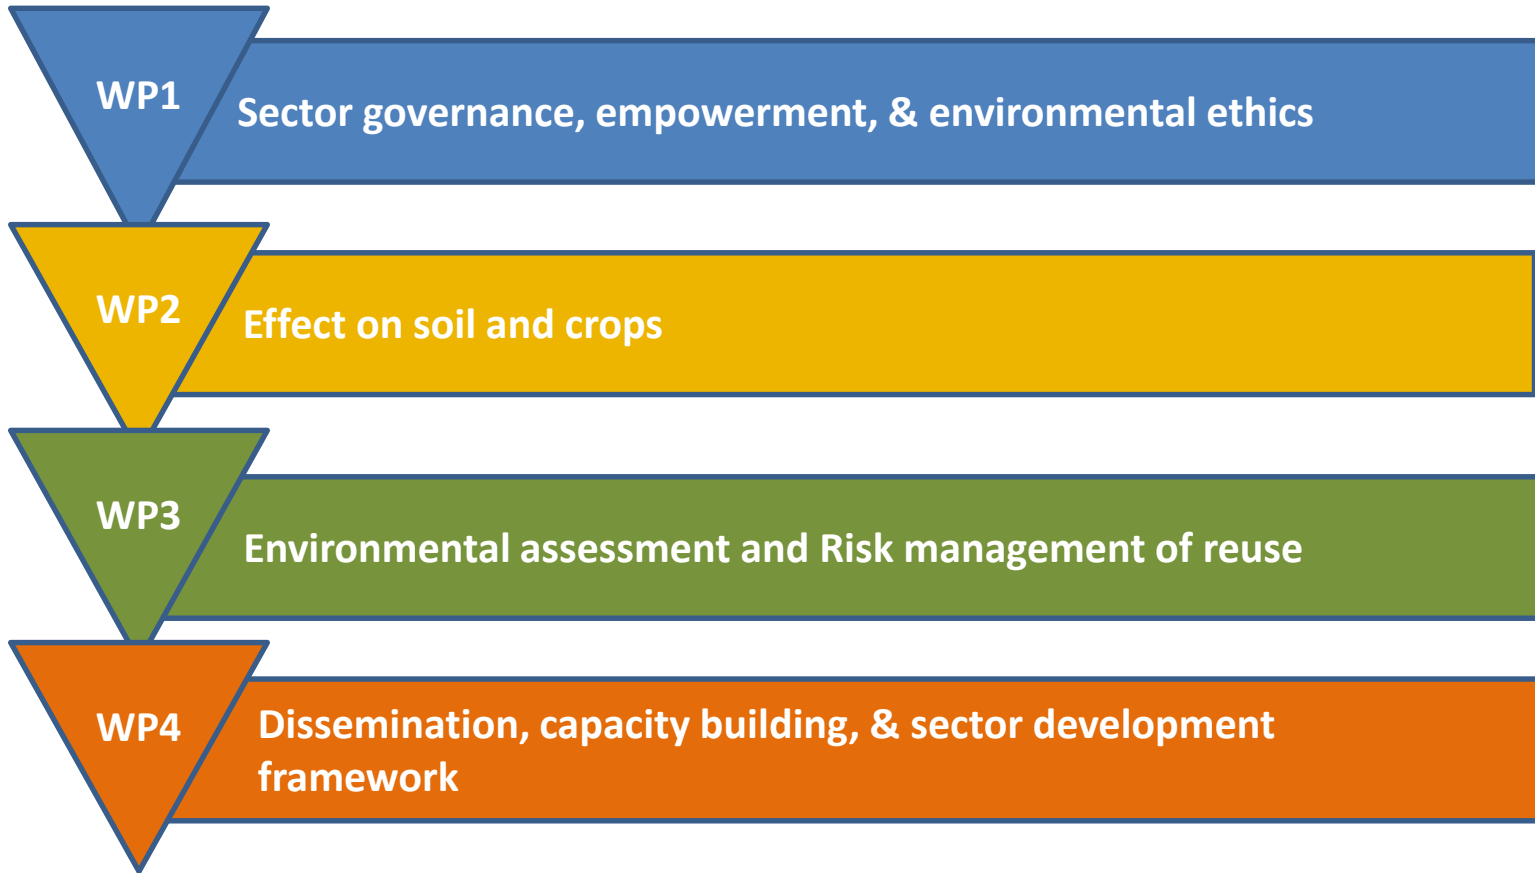 WP1
Sector governance, empowerment, & environmental ethics
WP2
Effect on soil and crops
WP3
Environmental assessment and Risk management of reuse
WP4
Dissemination, capacity building, & sector development
framework